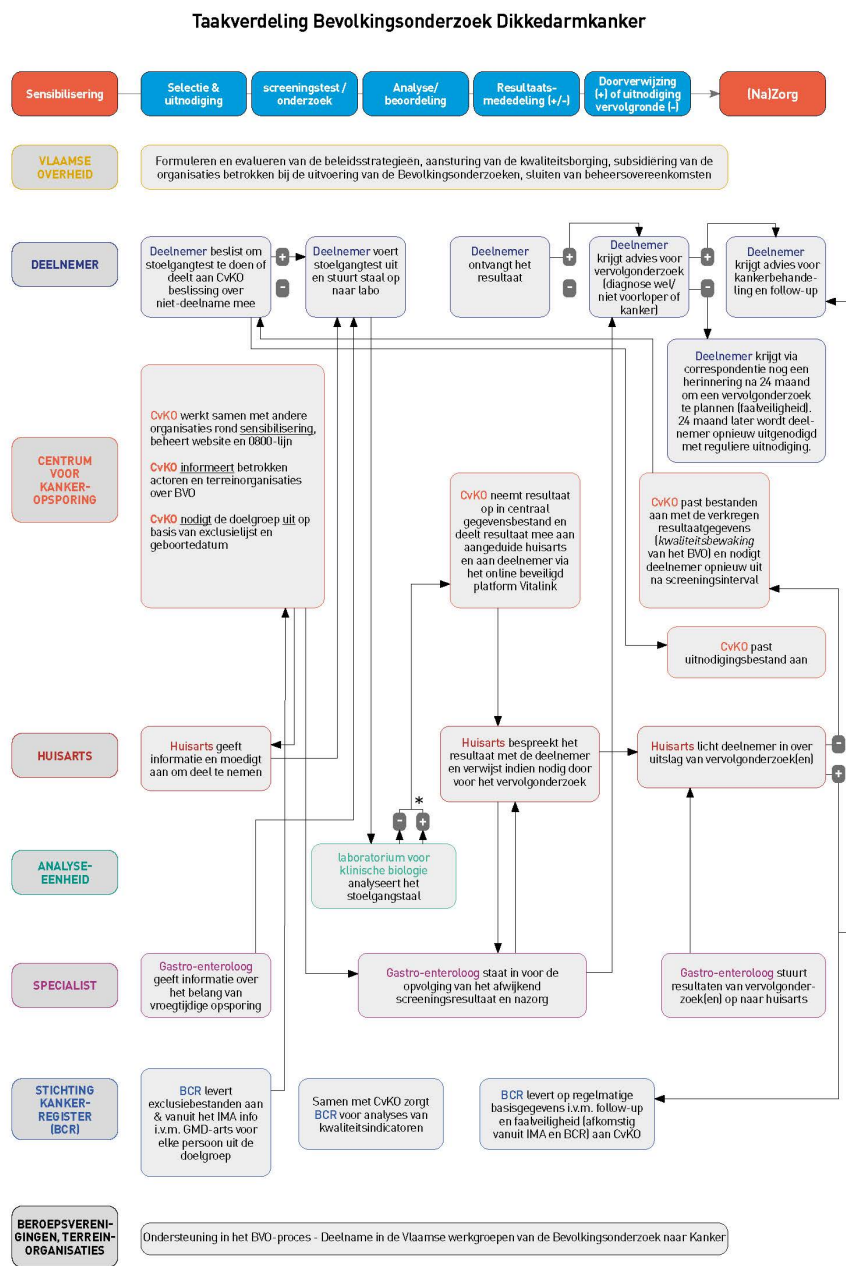 Taakverdeling Bevolkingsonderzoek Dikkedarmkanker
Sensibilisering
Selectie &
uitnodiging
screeningstest /
onderzoek
Analyse/
beoordeling
Resultaats-
mededeling (+/-)
Doorverwijzing
(+) of uitnodiging
vervolgronde (-)
(Na)Zorg
VLAAMSE
OVERHEID
Formuleren en evalueren van de beleidsstrategieën, aansturing van de kwaliteitsborging, subsidiëring van de
organisaties betrokken bij de uitvoering van de Bevolkingsonderzoeken, sluiten van beheersovereenkomsten
DEELNEMER
Deelnemer beslist om
stoelgangtest te doen of
deelt aan CvKO
beslissing over
niet-deelname mee
+
-
Deelnemer voert
stoelgangtest uit
en stuurt staal op
naar labo
Deelnemer
ontvangt het
resultaat
+
-
Deelnemer
krijgt advies voor
vervolgonderzoek
(diagnose wel/
niet voorloper of
kanker)
+
-
Deelnemer
krijgt advies voor
kankerbehande-
ling en follow-up
Deelnemer krijgt via
correspondentie nog een
herinnering na 24 maand
om een vervolgonderzoek
te plannen (faalveiligheid).
24 maand later wordt deel-
nemer opnieuw uitgenodigd
met reguliere uitnodiging.
CENTRUM
VOOR
KANKER-
OPSPORING
CvKO werkt samen met andere
organisaties rond sensibilisering,
beheert website en 0800-lijn
CvKO informeert betrokken
actoren en terreinorganisaties
over BVO
CvKO nodigt de doelgroep uit op
basis van exclusielijst en
geboortedatum
CvKO neemt resultaat
op in centraal
gegevensbestand en
deelt resultaat mee aan
aangeduide huisarts
en aan deelnemer via
het online beveiligd
platform Vitalink
CvKO past bestanden
aan met de verkregen
resultaatgegevens
(kwaliteitsbewaking
van het BVO) en nodigt
deelnemer opnieuw uit
na screeningsinterval
CvKO past
uitnodigingsbestand aan
HUISARTS
Huisarts geeft
informatie en moedigt
aan om deel te nemen
Huisarts bespreekt het
resultaat met de deelnemer
en verwijst indien nodig door
voor het vervolgonderzoek
Huisarts licht deelnemer in over
uitslag van vervolgonderzoek(en)
-
+
*
-
+
ANALYSE-
EENHEID
laboratorium voor
klinische biologie
analyseert het
stoelgangstaal
SPECIALIST
Gastro-enteroloog
geeft informatie over
het belang van
vroegtijdige opsporing
Gastro-enteroloog staat in voor de
opvolging van het afwijkend
screeningsresultaat en nazorg
Gastro-enteroloog stuurt
resultaten van vervolgonder-
zoek(en) op naar huisarts
STICHTING
KANKER-
REGISTER
(BCR)
BCR levert
exclusiebestanden aan
& vanuit het IMA info
i.v.m. GMD-arts voor
elke persoon uit de
doelgroep
Samen met CvKO zorgt
BCR voor analyses van
kwaliteitsindicatoren
BCR levert op regelmatige
basisgegevens i.v.m. follow-up
en faalveiligheid (afkomstig
vanuit IMA en BCR) aan CvKO
BEROEPSVERENI-
GINGEN, TERREIN-
ORGANISATIES
Ondersteuning in het BVO-proces - Deelname in de Vlaamse werkgroepen van de Bevolkingsonderzoek naar Kanker